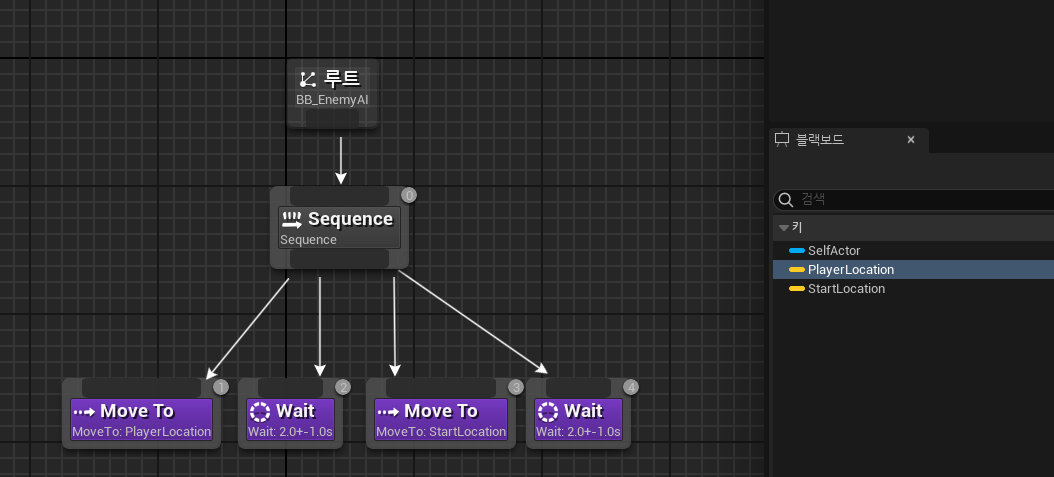 루트
BB_EnemyAI
0
Sequence
Sequence
1
Move To
MoveTo: PlayerLocation
2
Wait
Wait: 2.0+-1.0s
3
Move To
MoveTo: StartLocation
4
Wait
Wait: 2.0+-1.0s
블랙보드
검색
키
SelfActor
PlayerLocation
StartLocation